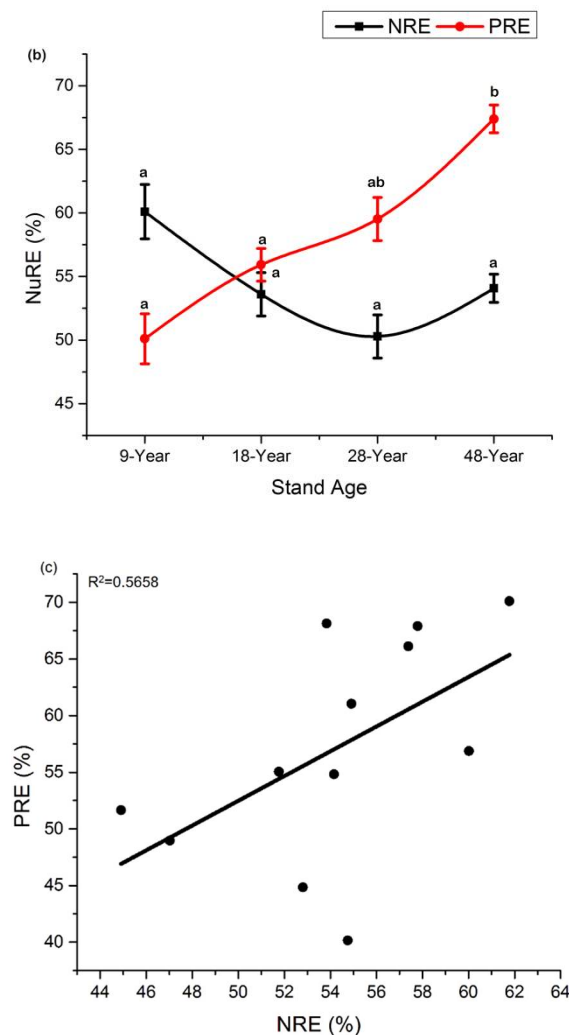 NRE PRE
(b)
70
65
60
55
50
45
NuRE (%)
a
a
a
a
ab
a
b
a
9-Year 18-Year 28-Year 48-Year
Stand Age
(c)
R²=0.5658
70
65
60
55
50
45
40
PRE (%)
44 46 48 50 52 54 56 58 60 62 64
NRE (%)